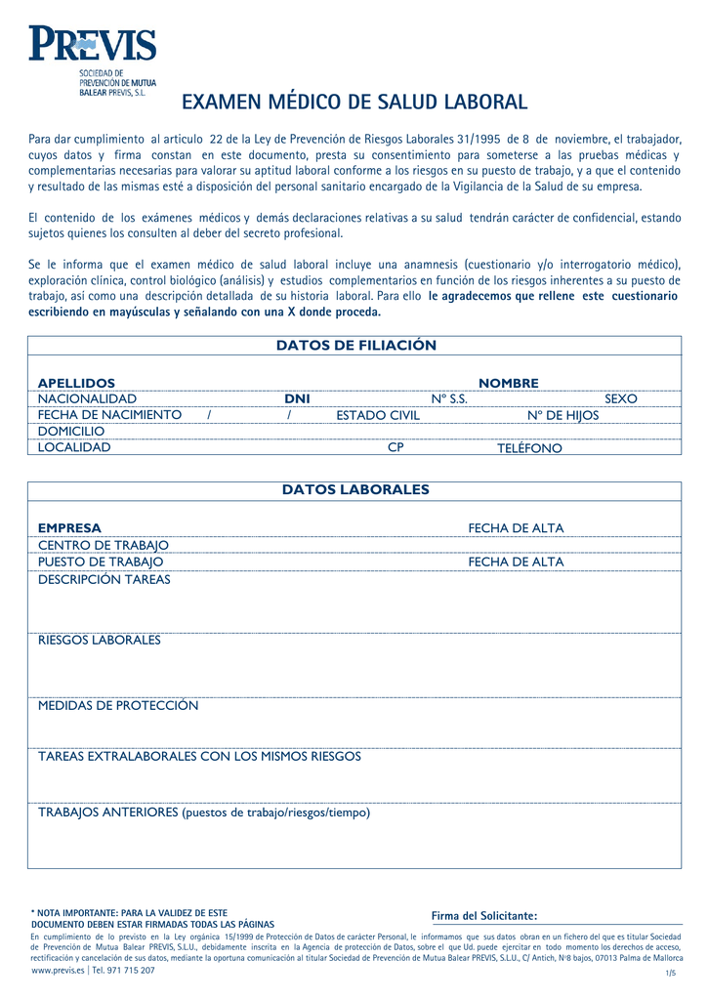 PREVIS
SOCIEDAD DE
PREVENCIÓN DE MUTUA
BALEAR PREVIS, S.L.
EXAMEN MÉDICO DE SALUD LABORAL
Para dar cumplimiento al articulo 22 de la Ley de Prevención de Riesgos Laborales 31/1995 de 8 de noviembre, el trabajador,
cuyos datos y firma constan en este documento, presta su consentimiento para someterse a las pruebas médicas y
complementarias necesarias para valorar su aptitud laboral conforme a los riesgos en su puesto de trabajo, y a que el contenido
y resultado de las mismas esté a disposición del personal sanitario encargado de la Vigilancia de la Salud de su empresa.
El contenido de los exámenes médicos y demás declaraciones relativas a su salud tendrán carácter de confidencial, estando
sujetos quienes los consulten al deber del secreto profesional.
Se le informa que el examen médico de salud laboral incluye una anamnesis (cuestionario y/o interrogatorio médico),
exploración clínica, control biológico (análisis) y estudios complementarios en función de los riesgos inherentes a su puesto de
trabajo, así como una descripción detallada de su historia laboral. Para ello le agradecemos que rellene este cuestionario
escribiendo en mayúsculas y señalando con una X donde proceda.
DATOS DE FILIACIÓN
APELLIDOS NOMBRE
NACIONALIDAD DNI Nº S.S. SEXO
FECHA DE NACIMIENTO / / ESTADO CIVIL Nº DE HIJOS
DOMICILIO
LOCALIDAD CP TELÉFONO
DATOS LABORALES
EMPRESA FECHA DE ALTA
CENTRO DE TRABAJO
PUESTO DE TRABAJO FECHA DE ALTA
DESCRIPCIÓN TAREAS
RIESGOS LABORALES
MEDIDAS DE PROTECCIÓN
TAREAS EXTRALABORALES CON LOS MISMOS RIESGOS
TRABAJOS ANTERIORES (puestos de trabajo/riesgos/tiempo)
* NOTA IMPORTANTE: PARA LA VALIDEZ DE ESTE
DOCUMENTO DEBEN ESTAR FIRMADAS TODAS LAS PÁGINAS
Firma del Solicitante:
En cumplimiento de lo previsto en la Ley orgánica 15/1999 de Protección de Datos de carácter Personal, le informamos que sus datos obran en un fichero del que es titular Sociedad
de Prevención de Mutua Balear PREVIS, S.L.U., debidamente inscrita en la Agencia de protección de Datos, sobre el que Ud. puede ejercitar en todo momento los derechos de acceso,
rectificación y cancelación de sus datos, mediante la oportuna comunicación al titular Sociedad de Prevención de Mutua Balear PREVIS, S.L.U., C/ Antich, Nº8 bajos, 07013 Palma de Mallorca
www.previs.es | Tel. 971 715 207
1/5